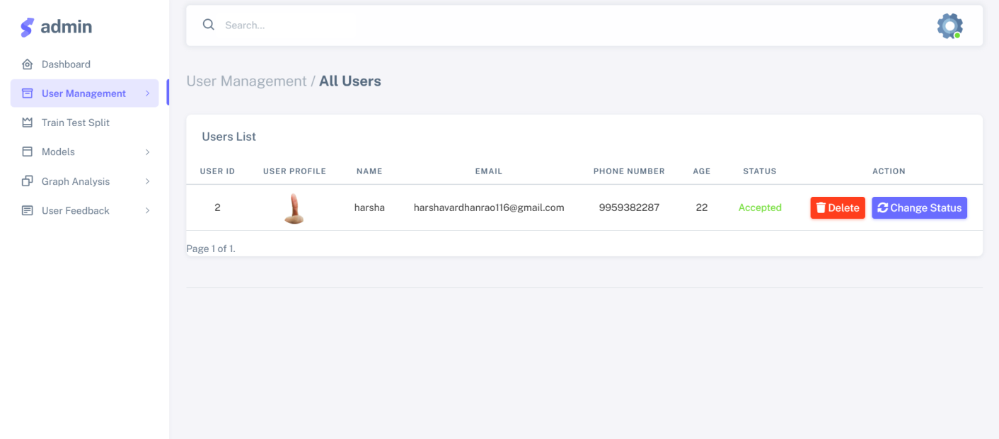 admin
Search...
Dashboard
User Management / All Users
User Management
Train Test Split
Users List
Models
USER ID USER PROFILE NAME EMAIL PHONE NUMBER AGE STATUS ACTION
Graph Analysis
User Feedback
2 harsha harshavardhanrao116@gmail.com 9959382287 22 Accepted Delete Change Status
Page 1 of 1.